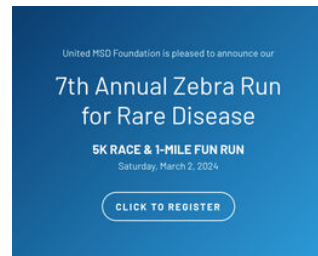 United MSD Foundation is pleased to announce our
7th Annual Zebra Run
for Rare Disease
5K RACE & 1-MILE FUN RUN
Saturday, March 2, 2024
CLICK TO REGISTER